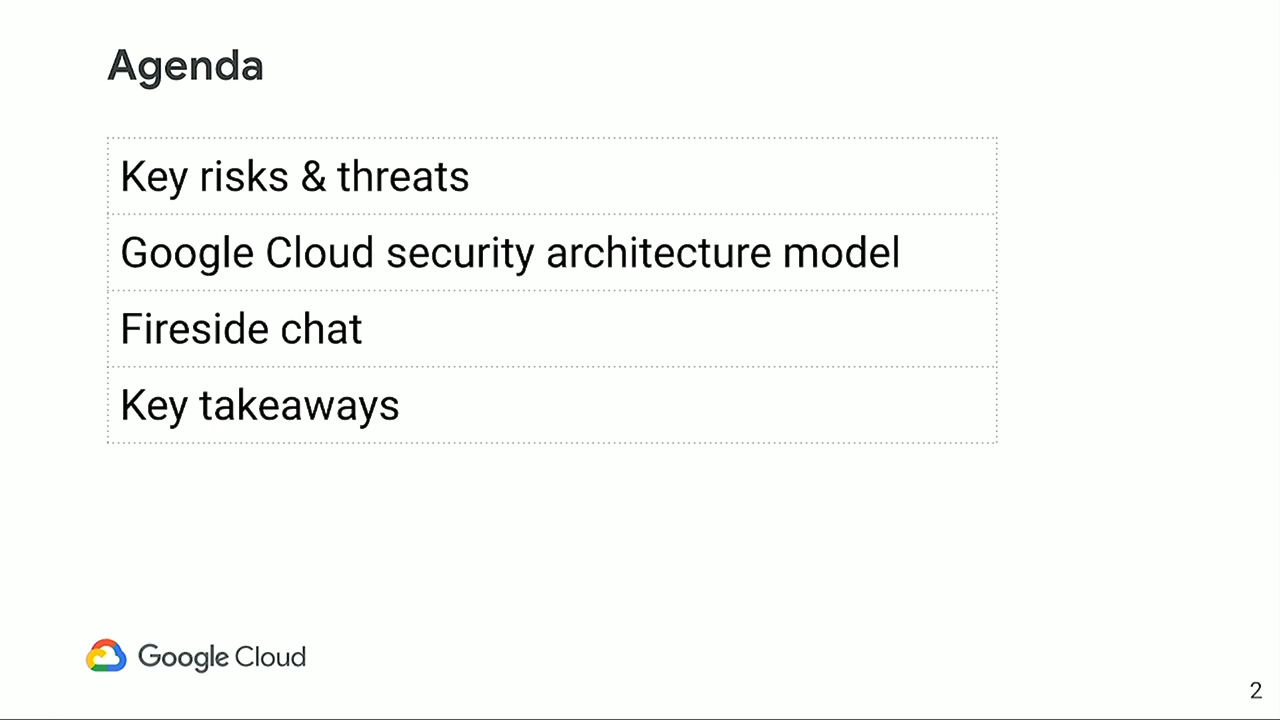 Agenda
Key risks & threats
Google Cloud security architecture model
Fireside chat
Key takeaways
Google Cloud
2